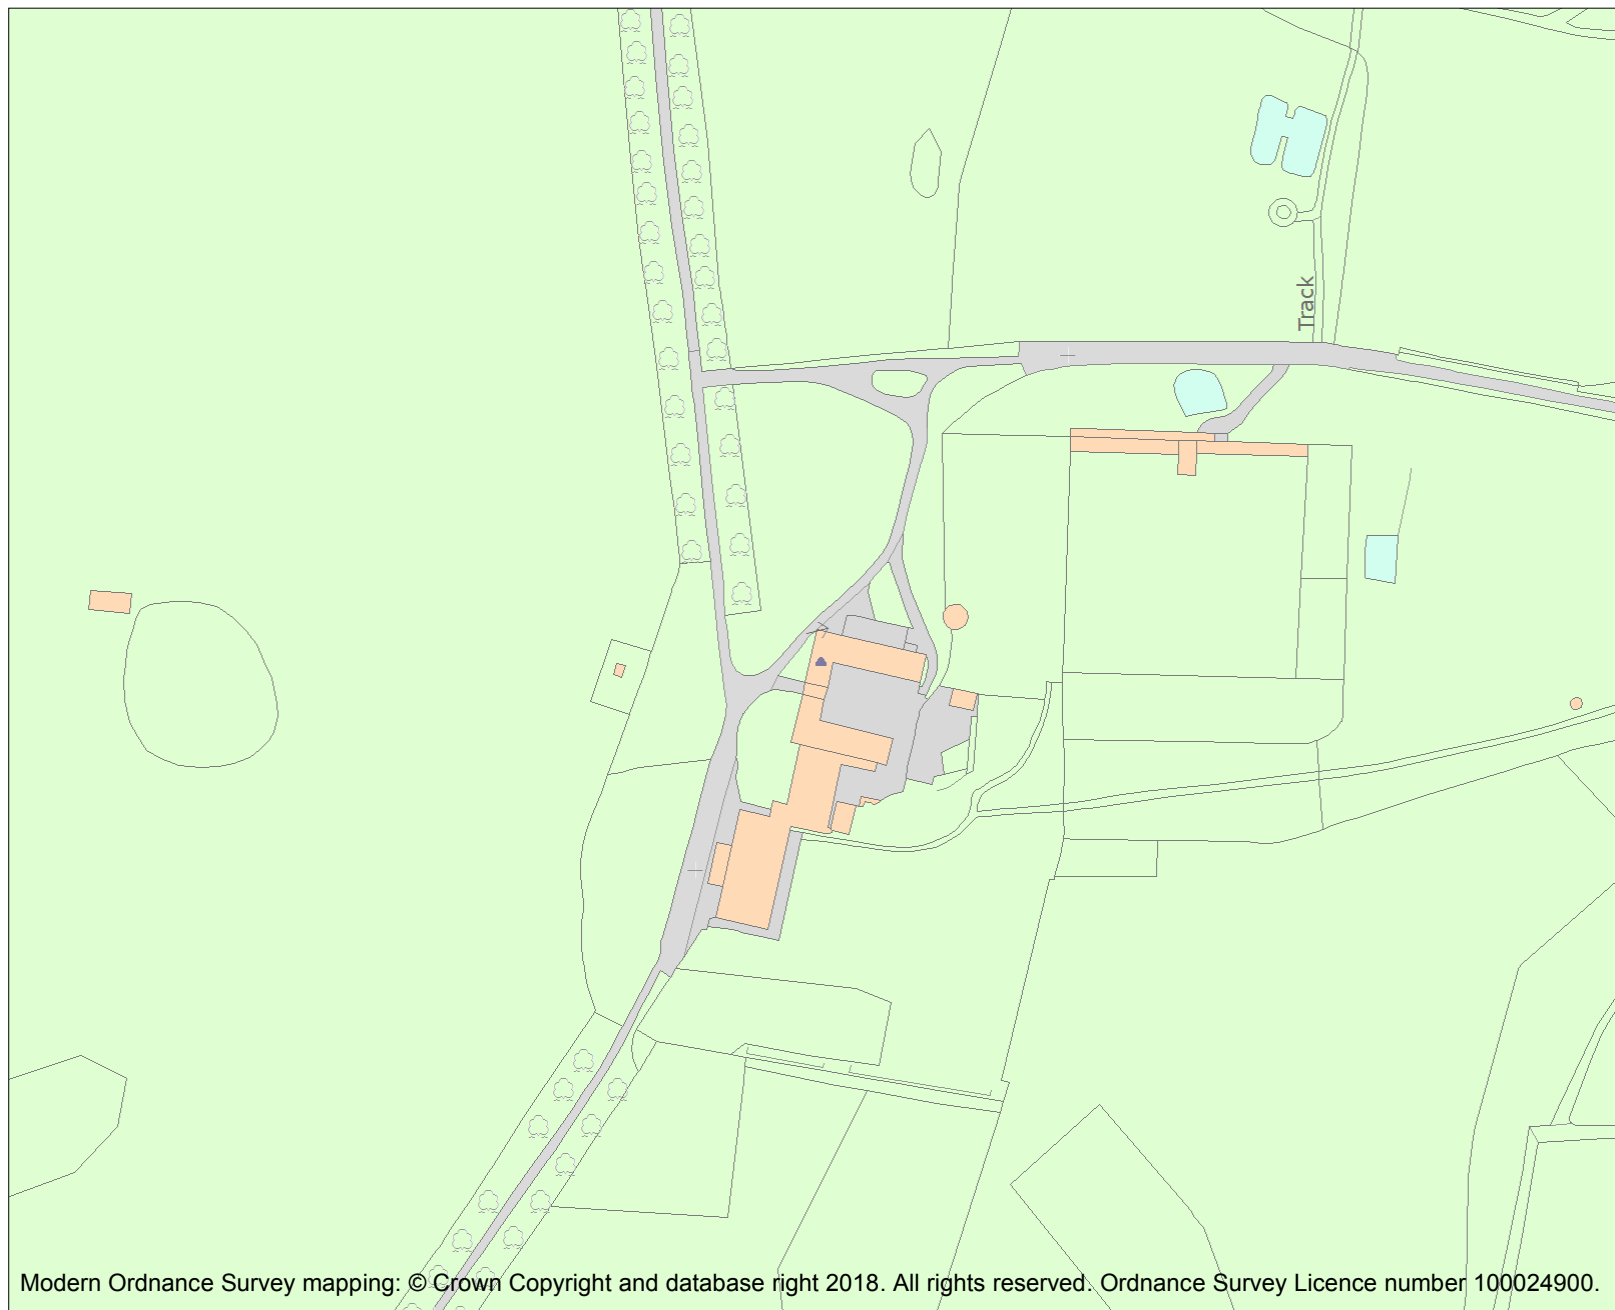 Track
Modern Ordnance Survey mapping: © Crown Copyright and database right 2018. All rights reserved. Ordnance Survey Licence number 100024900.